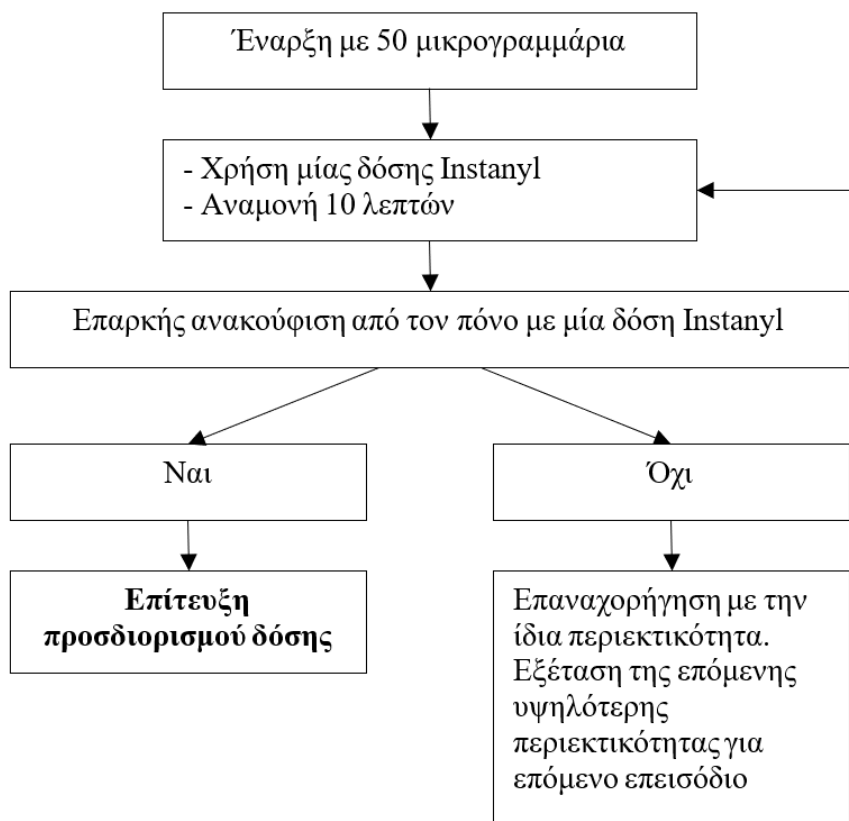 Έναρξη με 50 μικρογραμμάρια
- Χρήση μίας δόσης Instanyl
- Αναμονή 10 λεπτών
Επαρκής ανακούφιση από τον πόνο με μία δόση Instanyl
Ναι
Όχι
Επίτευξη
προσδιορισμού δόσης
Επαναχορήγηση με την
ίδια περιεκτικότητα.
Εξέταση της επόμενης
υψηλότερης
περιεκτικότητας για
επόμενο επεισόδιο